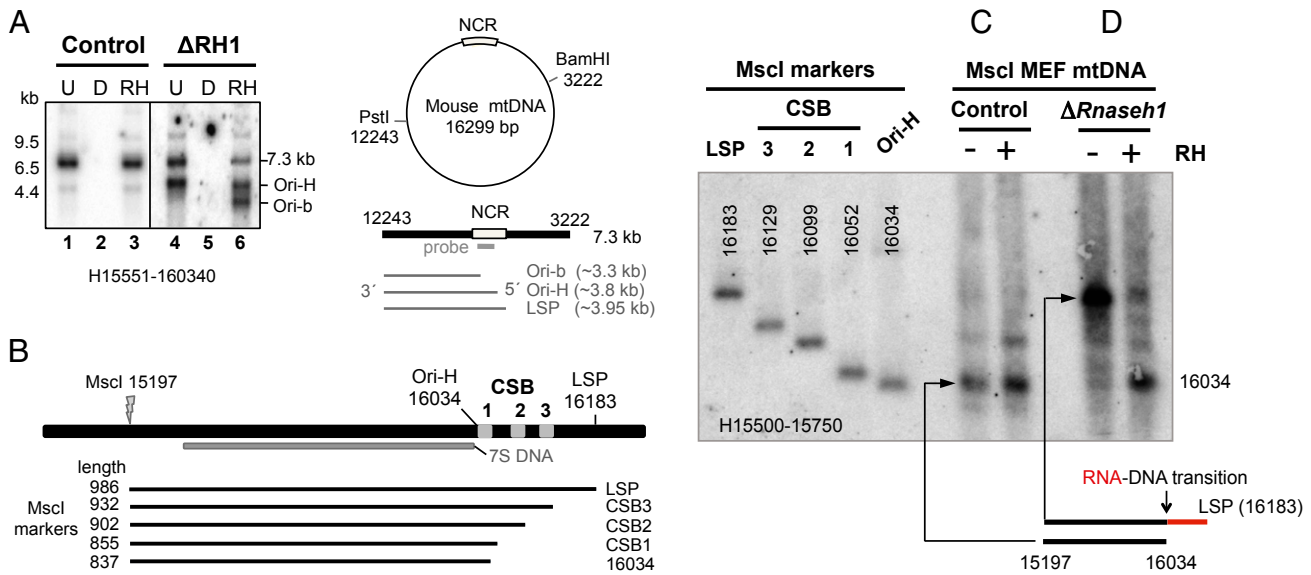 A
Control ΔRH1
U D RH U D RH
kb
9.5
6.5
4.4
7.3 kb
Ori-H
Ori-b
1 2 3 4 5 6
H15551-160340
NCR
BamHI
3222
PstI
12243
Mouse mtDNA
16299 bp
12243 NCR 3222
7.3 kb
probe
Ori-b (~3.3 kb)
3´ 5´ Ori-H (~3.8 kb)
LSP (~3.95 kb)
B
MscI 15197
Ori-H
16034
CSB
1 2 3
LSP
16183
7S DNA
length
MscI
markers
986 LSP
932 CSB3
902 CSB2
855 CSB1
837 16034
C D
MscI markers MscI MEF mtDNA
CSB Control ΔRnaseh1
LSP 3 2 1 Ori-H - + - + RH
16183 16129 16099 16052 16034
16034
H15500-15750
RNA-DNA transition
LSP (16183)
15197 16034